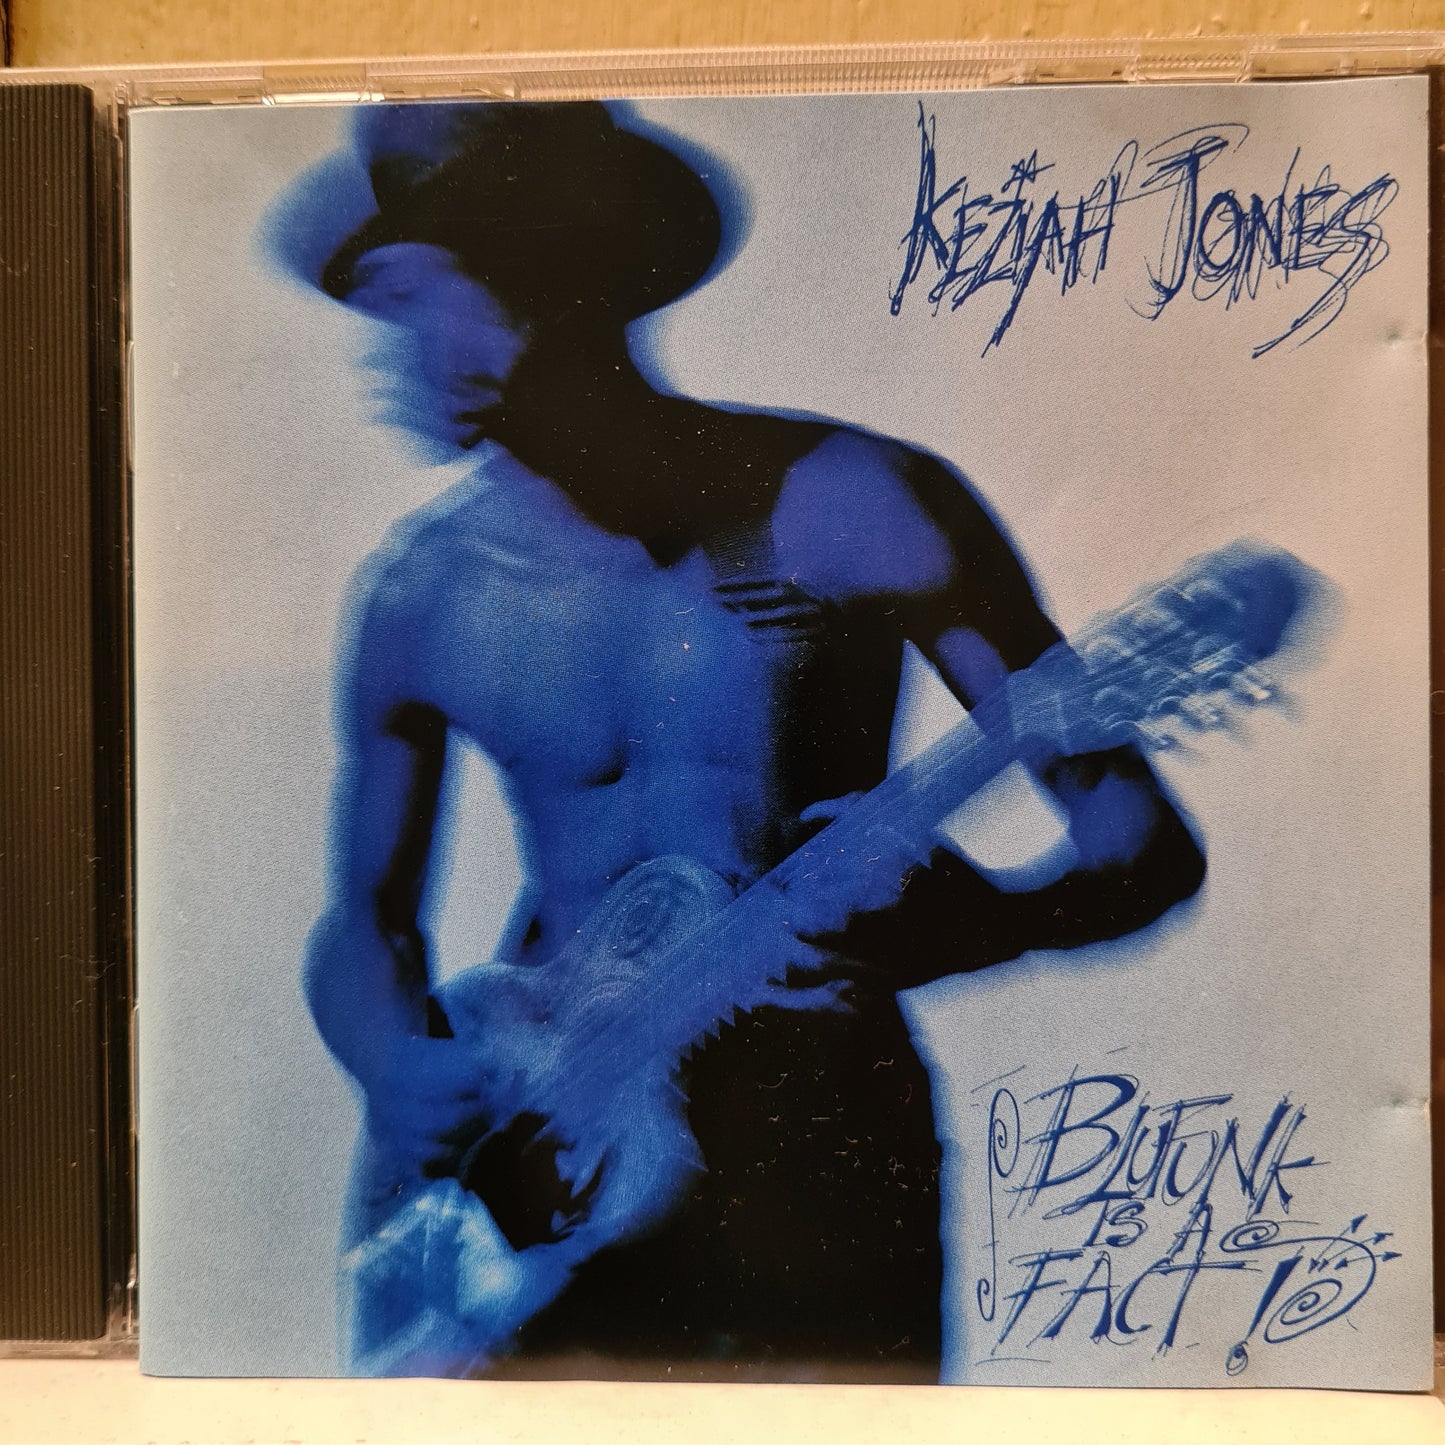 KEZIAH JONES
BLUFUNK
IS A
FACT!